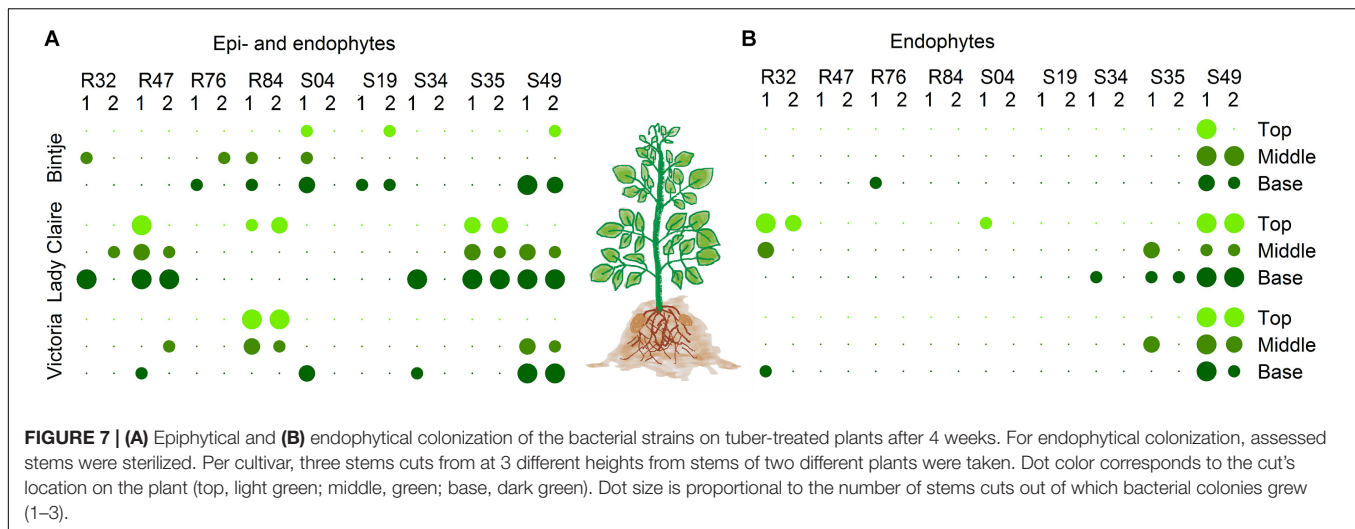 A
Epi- and endophytes
R32 R47 R76 R84 S04 S19 S34 S35 S49
1 2 1 2 1 2 1 2 1 2 1 2 1 2 1 2 1 2
Bintje
Lady Claire
Victoria
B
Endophytes
R32 R47 R76 R84 S04 S19 S34 S35 S49
1 2 1 2 1 2 1 2 1 2 1 2 1 2 1 2 1 2
Top
Middle
Base
Top
Middle
Base
Top
Middle
Base
FIGURE 7 | (A) Epiphytical and (B) endophytical colonization of the bacterial strains on tuber-treated plants after 4 weeks. For endophytical colonization, assessed
stems were sterilized. Per cultivar, three stems cuts from at 3 different heights from stems of two different plants were taken. Dot color corresponds to the cut's
location on the plant (top, light green; middle, green; base, dark green). Dot size is proportional to the number of stems cuts out of which bacterial colonies grew
(1–3).